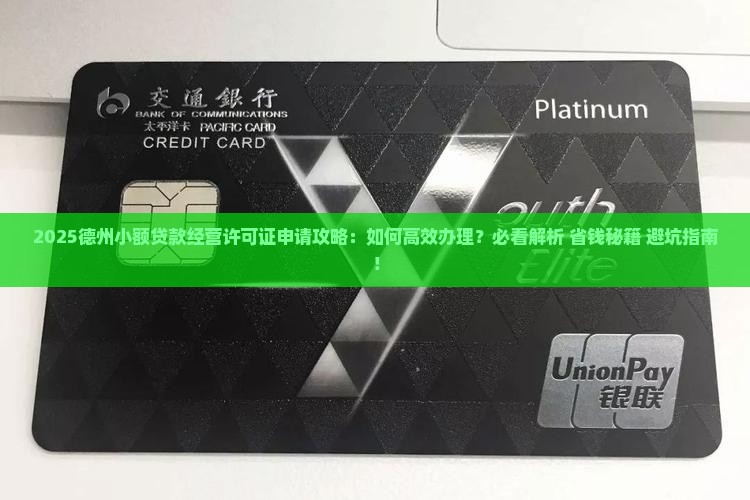 交通銀行
BANK OF COMMUNICATIONS
太平洋卡 PACIFIC CARD
CREDIT CARD
Platinum
outh
2025德州小额贷款经营许可证申请攻略：如何高效办理？必看解析 省钱秘籍 避坑指南
！
Elite
UnionPay
银联